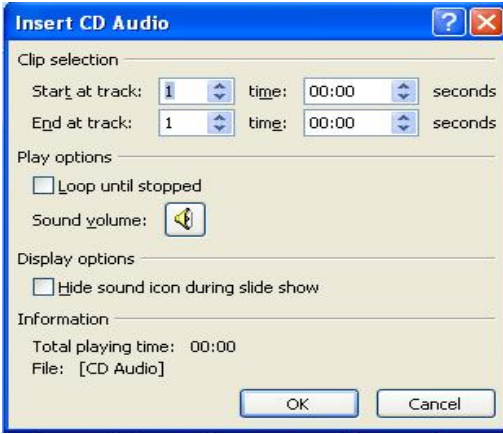 Insert CD Audio
Clip selection
Start at track: 1 time: 00:00 seconds
End at track: 1 time: 00:00 seconds
Play options
Loop until stopped
Sound volume:
Display options
Hide sound icon during slide show
Information
Total playing time: 00:00
File: [CD Audio]
OK Cancel